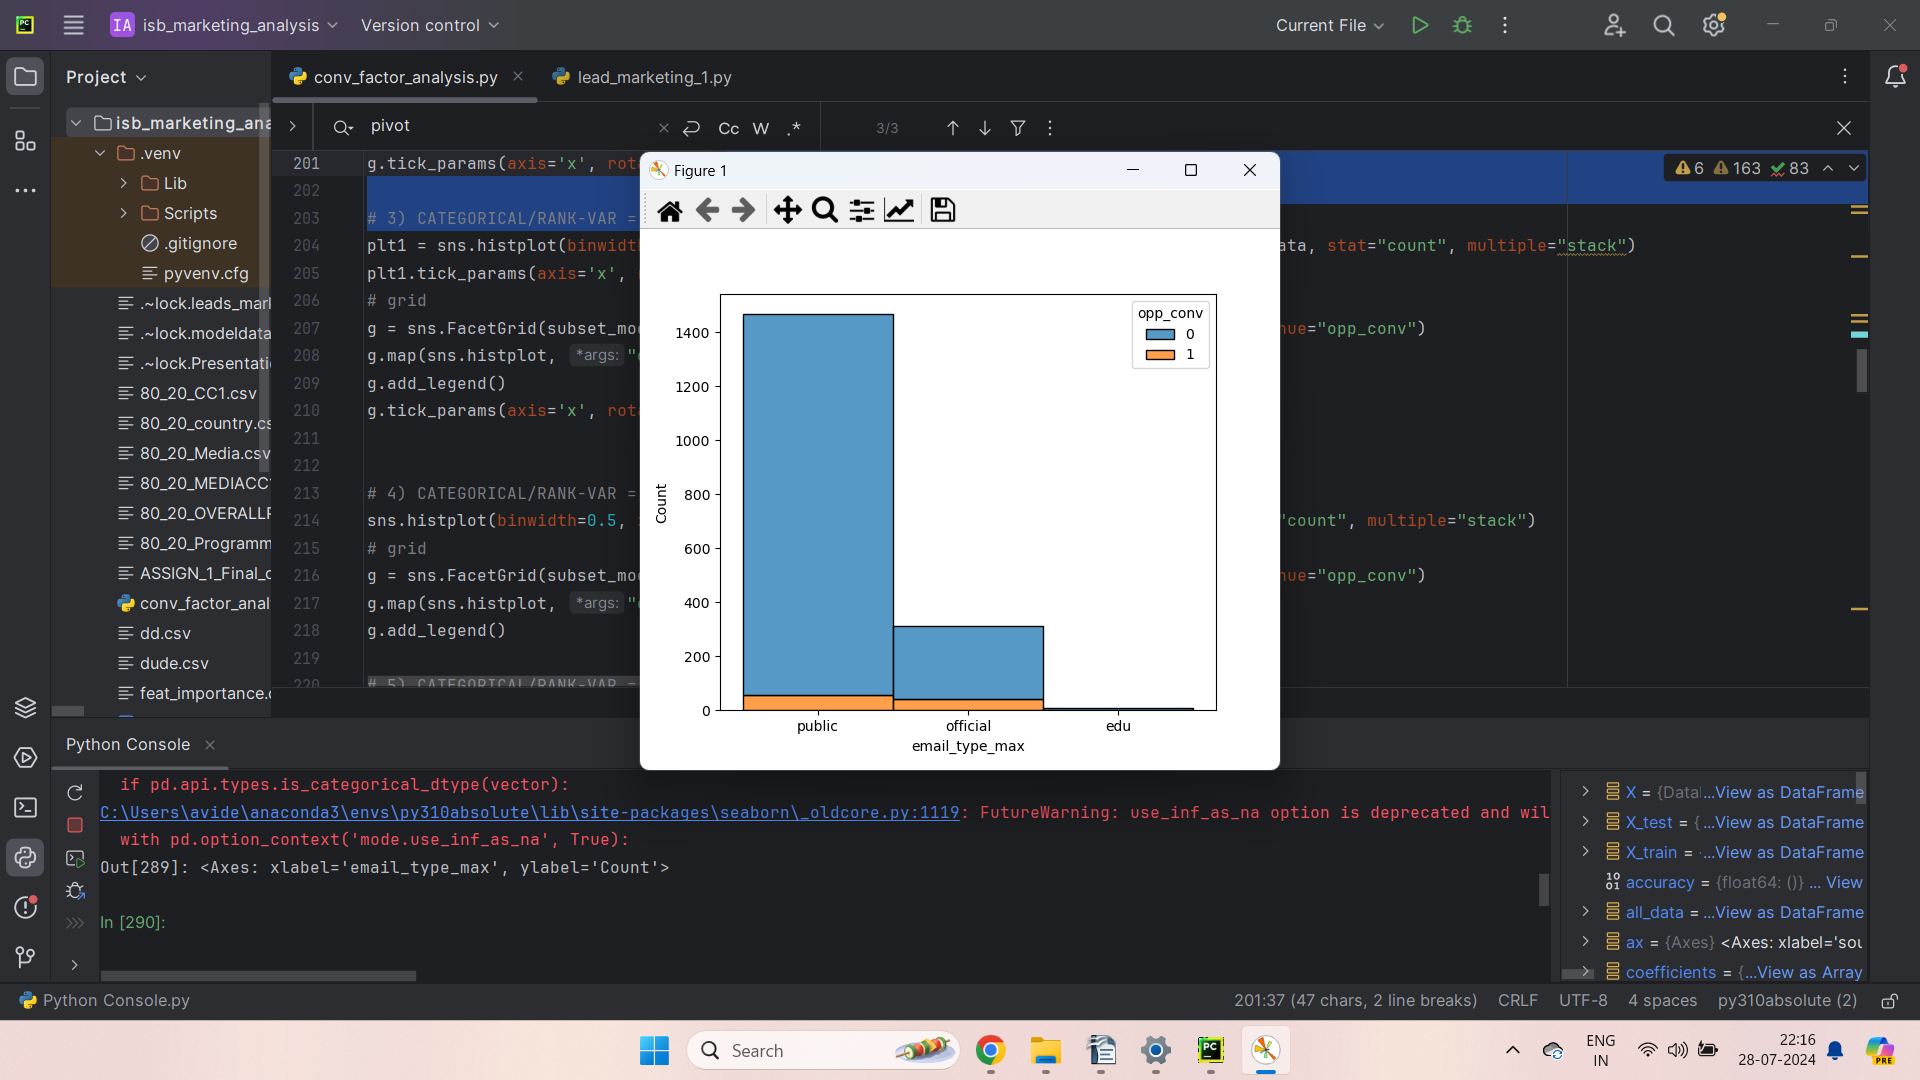 IA isb_marketing_analysis Version control Current File
Project conv_factor_analysis.py lead_marketing_1.py
pivot Cc W .* 3/3
isb_marketing_ana
.venv
Lib
Scripts
.gitignore
pyvenv.cfg
.~lock.leads_mar
.~lock.modeldata
.~lock.Presentati
80_20_CC1.csv
80_20_country.cs
80_20_Media.csv
80_20_MEDIACC
80_20_OVERALL
80_20_Programm
ASSIGN_1_Final_
conv_factor_anal
dd.csv
dude.csv
feat_importance.
6 163 83
201 g.tick_params(axis='x', rot
202
203 # 3) CATEGORICAL/RANK-VAR =
204 plt1 = sns.histplot(binwidt ata, stat="count", multiple="stack")
205 plt1.tick_params(axis='x',
206 # grid
207 g = sns.FacetGrid(subset_mo ue="opp_conv")
208 g.map(sns.histplot, *args: "
209 g.add_legend()
210 g.tick_params(axis='x', rot
211
212
213 # 4) CATEGORICAL/RANK-VAR =
214 sns.histplot(binwidth=0.5, "count", multiple="stack")
215 # grid
216 g = sns.FacetGrid(subset_mo ue="opp_conv")
217 g.map(sns.histplot, *args: "
218 g.add_legend()
219
220 # 5) CATEGORICAL/RANK-VAR =
Figure 1
opp_conv
0
1
1400
1200
1000
800
600
400
200
0
Count
public official edu
email_type_max
Python Console
if pd.api.types.is_categorical_dtype(vector):
C:\Users\avide\anaconda3\envs\py310absolute\lib\site-packages\seaborn\_oldcore.py:1119: FutureWarning: use_inf_as_na option is deprecated and wil
with pd.option_context('mode.use_inf_as_na', True):
Out[289]: <Axes: xlabel='email_type_max', ylabel='Count'>
In [290]:
X = {Data...View as DataFrame
X_test = {...View as DataFrame
X_train = ...View as DataFrame
accuracy = {float64: ()} ... View
all_data = ...View as DataFrame
ax = {Axes} <Axes: xlabel='sou
coefficients = {...View as Array
Python Console.py 201:37 (47 chars, 2 line breaks) CRLF UTF-8 4 spaces py310absolute (2)
Search ENG
IN
22:16
28-07-2024
PRE